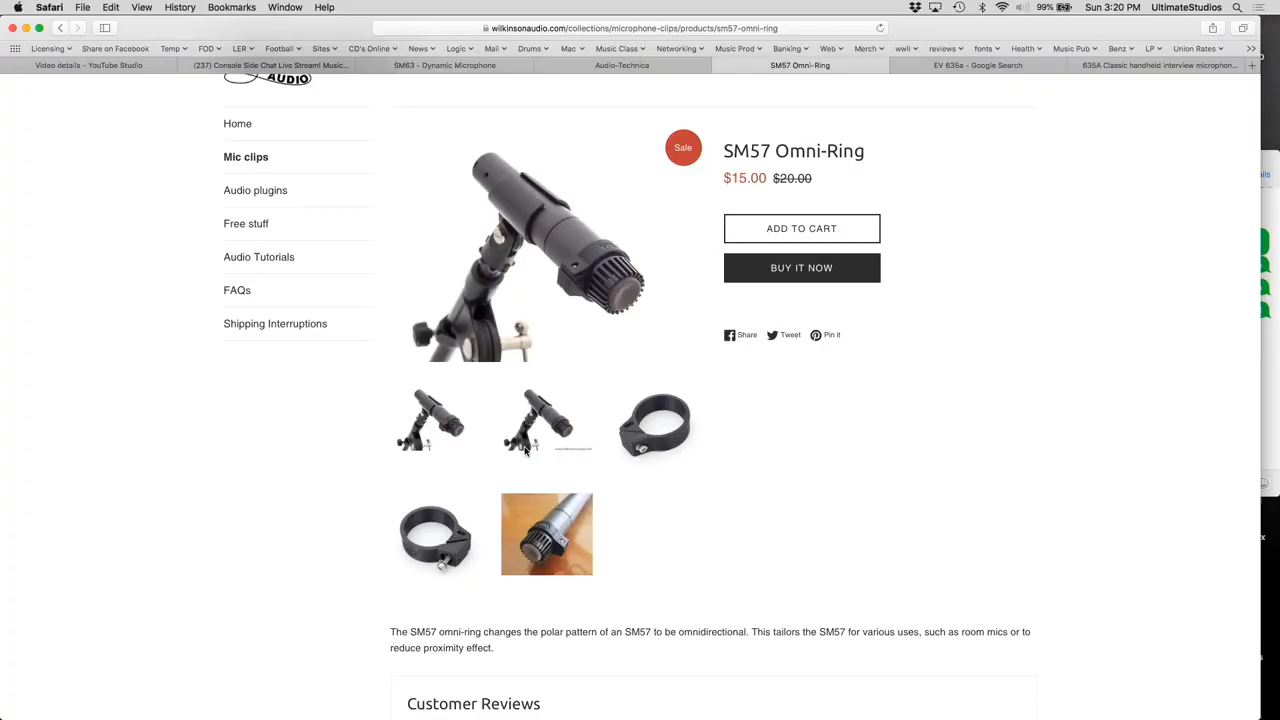 Safari File Edit View History Bookmarks Window Help 99% Sun 3:20 PM UltimateStudios
wilkinsonaudio.com/collections/microphone-clips/products/sm57-omni-ring
Licensing Share on Facebook Temp FOD LER Football Sites CD's Online News Logic Mail Drums Mac Music Class Networking Music Prod Banking Web Merch wwli reviews fonts Health Music Pub Benz LP Union Rates
Video details - YouTube Studio (237) Console Side Chat Live Stream! Music... SM63 - Dynamic Microphone Audio-Technica SM57 Omni-Ring EV 635a - Google Search 635A Classic handheld interview microphon...
AUDIO
Home
Mic clips
Audio plugins
Free stuff
Audio Tutorials
FAQs
Shipping Interruptions
Sale
SM57 Omni-Ring
$15.00 $20.00
ADD TO CART
BUY IT NOW
Share Tweet Pin it
The SM57 omni-ring changes the polar pattern of an SM57 to be omnidirectional. This tailors the SM57 for various uses, such as room mics or to
reduce proximity effect.
Customer Reviews